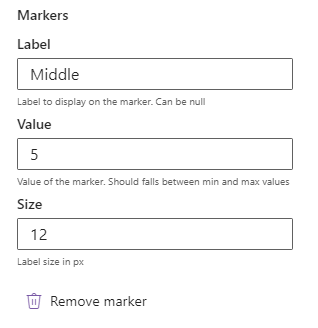 Markers
Label
Middle
Label to display on the marker. Can be null
Value
5
Value of the marker. Should falls between min and max values
Size
12
Label size in px
Remove marker